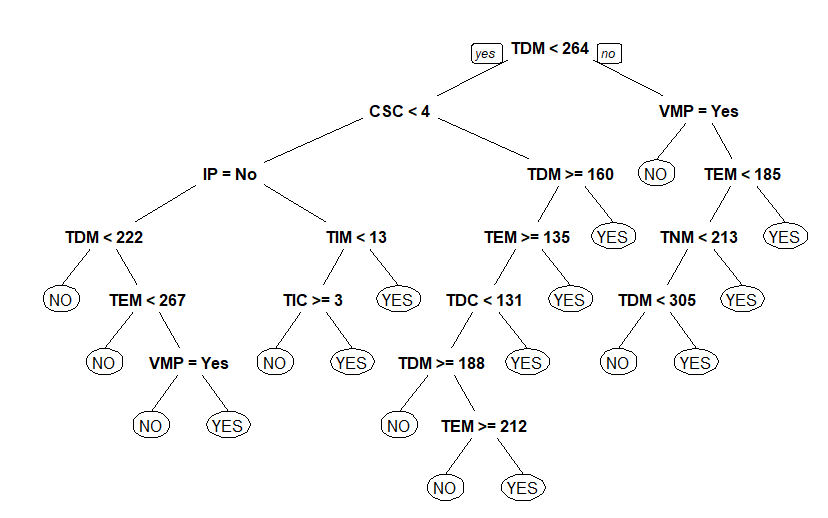 yes TDM < 264 no
CSC < 4 VMP = Yes
IP = No TDM >= 160 NO TEM < 185
TDM < 222 TIM < 13 TEM >= 135 YES TNM < 213 YES
NO TEM < 267 TIC >= 3 YES TDC < 131 YES TDM < 305 YES
NO VMP = Yes NO YES TDM >= 188 YES NO YES
NO YES NO TEM >= 212
NO YES